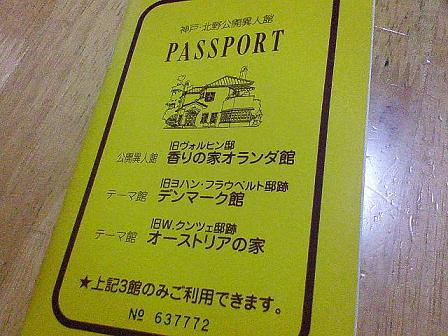 神戸・北野公開異人館
PASSPORT
旧ヴォルヒン邸
公開異人館 香りの家オランダ館
旧ヨハン・フラウベルト邸跡
テーマ館 デンマーク館
旧W.クンツェ邸跡
テーマ館 オーストリアの家
★上記3館のみご利用できます。
№ 637772